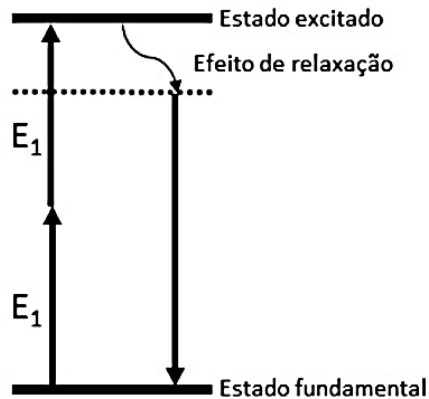 Estado excitado
Efeito de relaxação
E₁
E₁
Estado fundamental